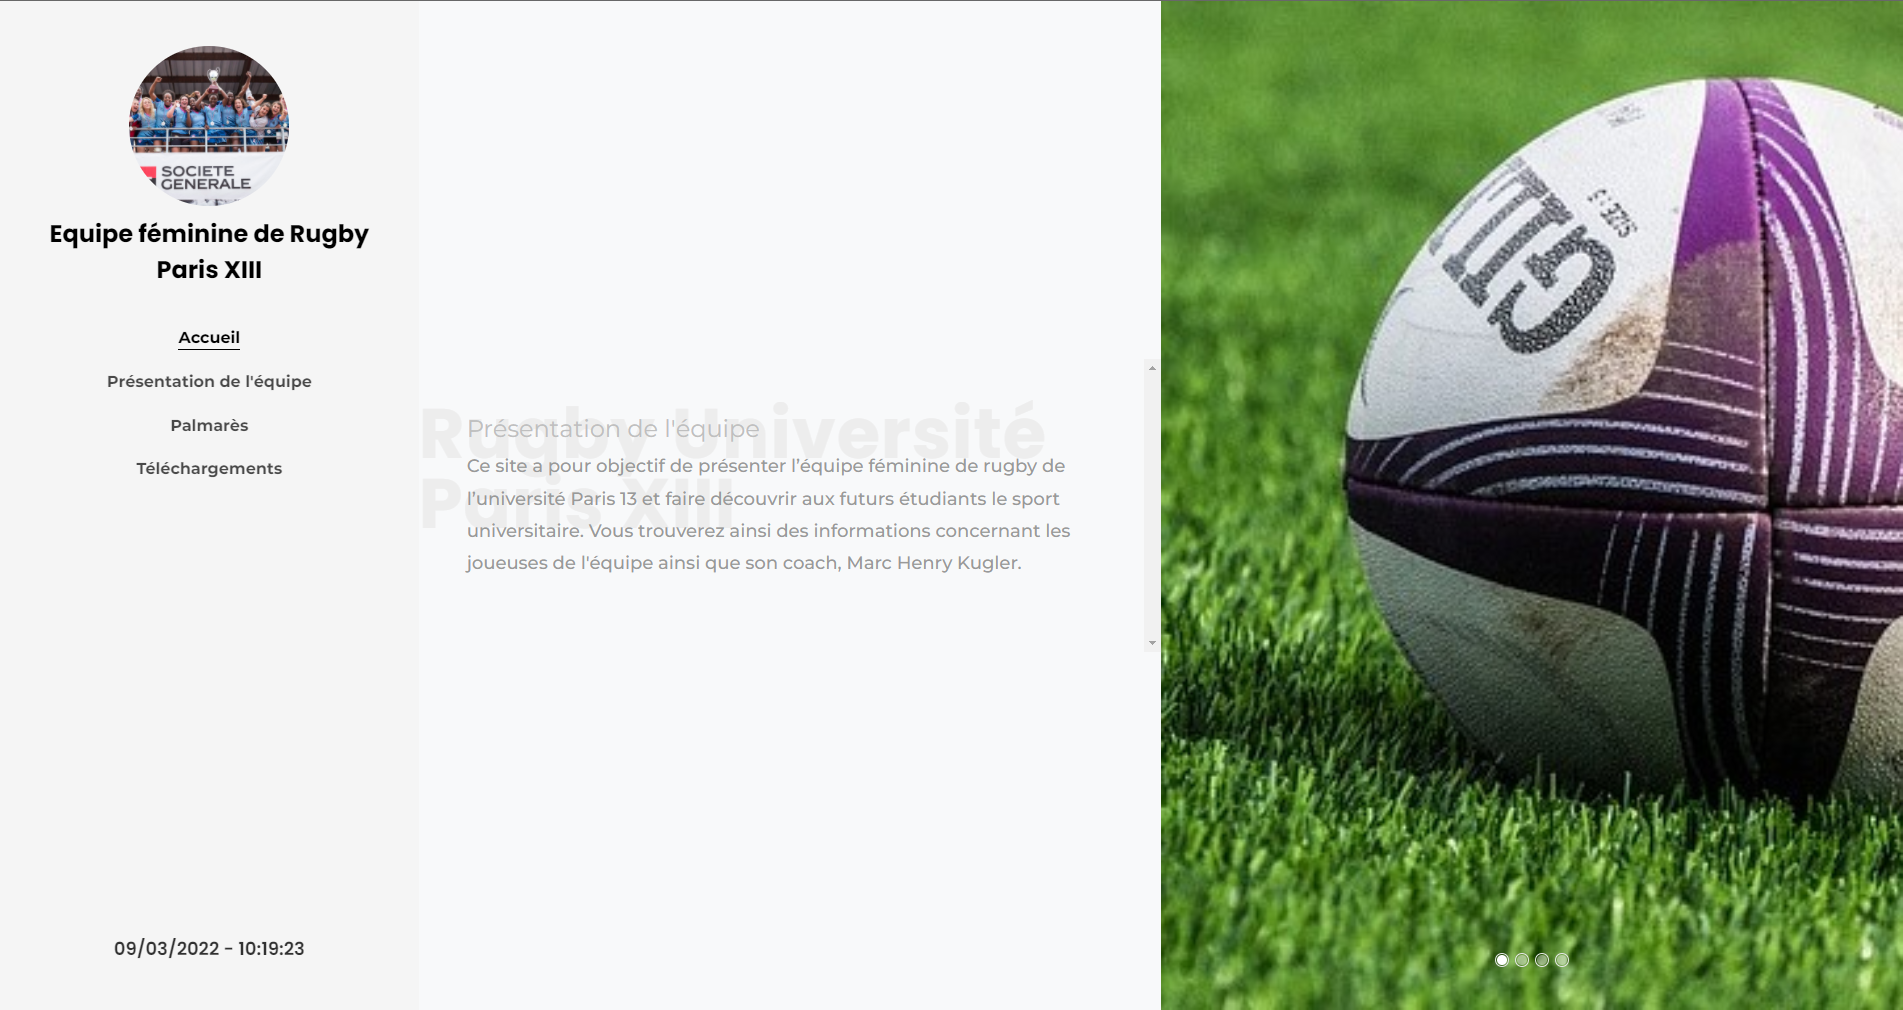 SOCIETE
GENERALE
Equipe féminine de Rugby
Paris XIII
Accueil
Présentation de l'équipe
Palmarès
Téléchargements
09/03/2022 - 10:19:23
Rugby Université
Paris XIII
Présentation de l'équipe
Ce site a pour objectif de présenter l’équipe féminine de rugby de
l’université Paris 13 et faire découvrir aux futurs étudiants le sport
universitaire. Vous trouverez ainsi des informations concernant les
joueuses de l'équipe ainsi que son coach, Marc Henry Kugler.
SIZE : 5